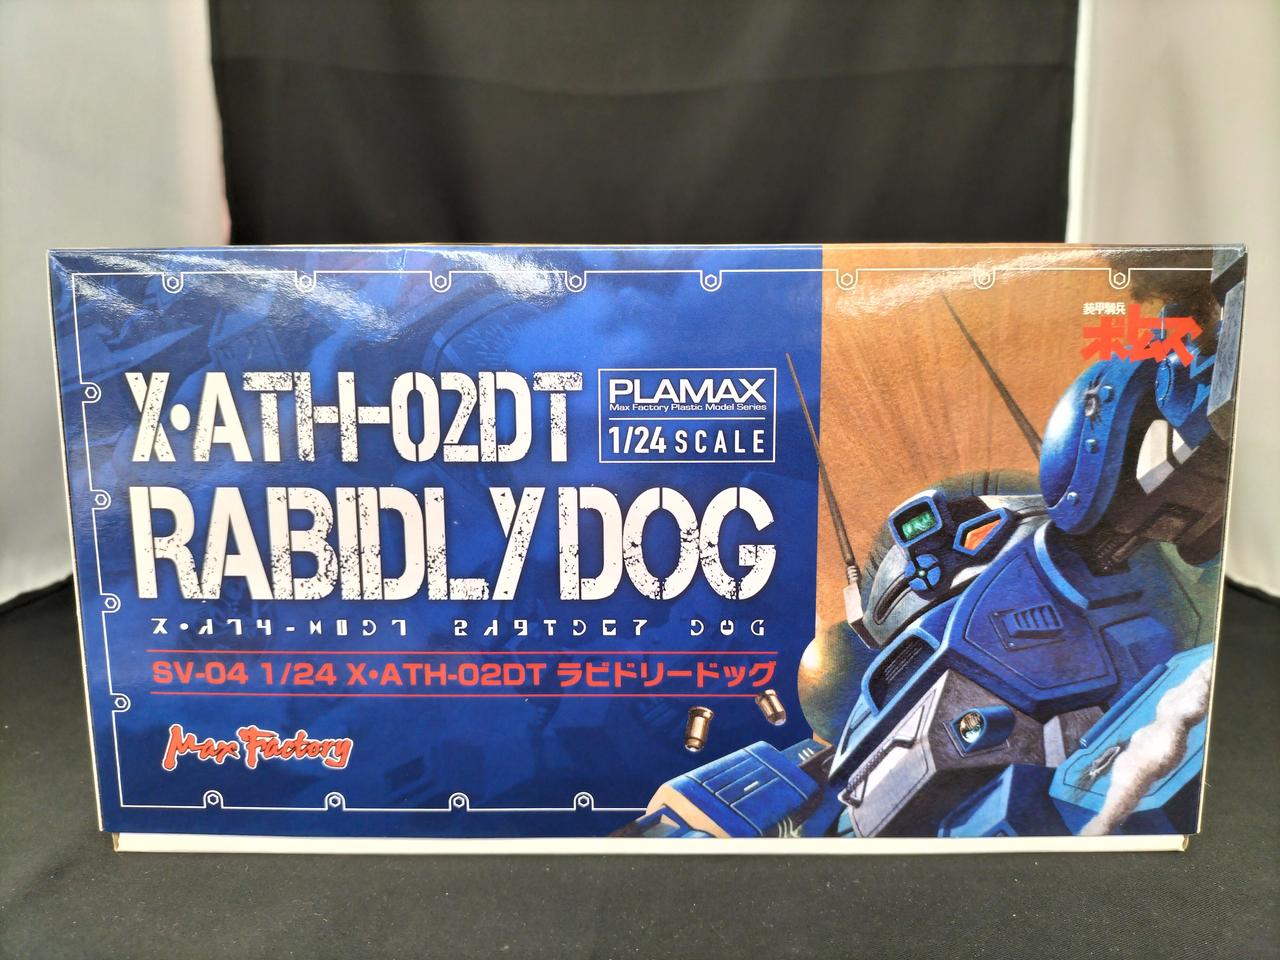 装甲騎兵
ボトムズ
X・ATH-02DT
PLAMAX
Max Factory Plastic Model Series
1/24 SCALE
RABIDLY DOG
SV-04 1/24 X・ATH-02DT ラビドリードッグ
Max Factory